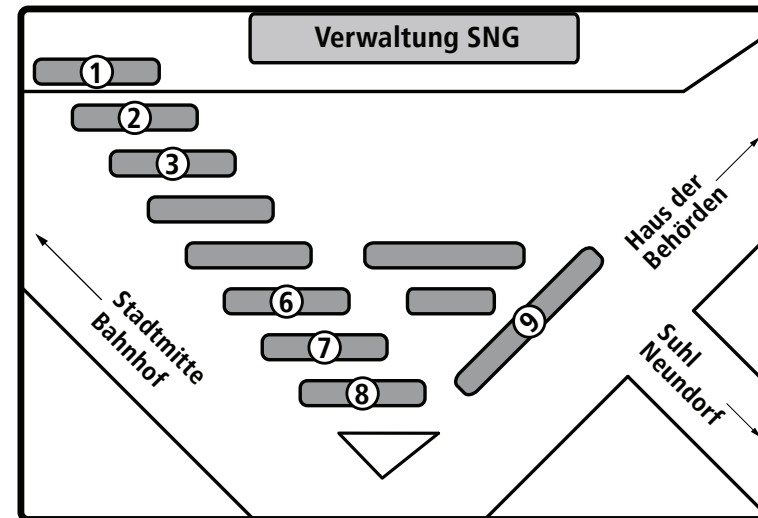 Verwaltung SNG
1
2
3
6
7
8
9
Haus der
Behörden
Stadtmitte
Bahnhof
Suhl
Neundorf